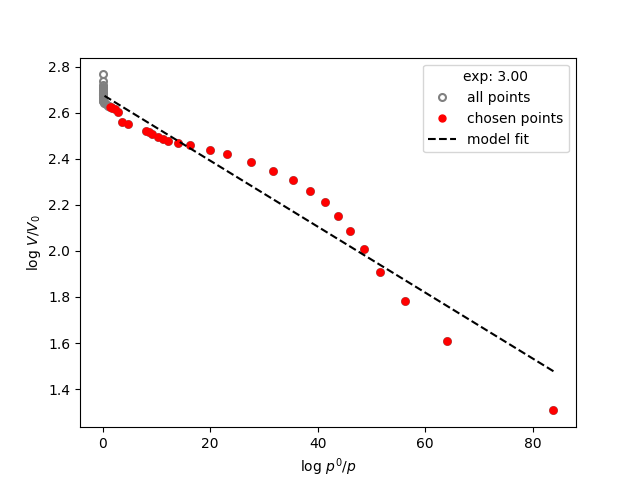 exp: 3.00
all points
chosen points
model fit
log V/V₀
2.8
2.6
2.4
2.2
2.0
1.8
1.6
1.4
0
20
40
60
80
log p⁰/p